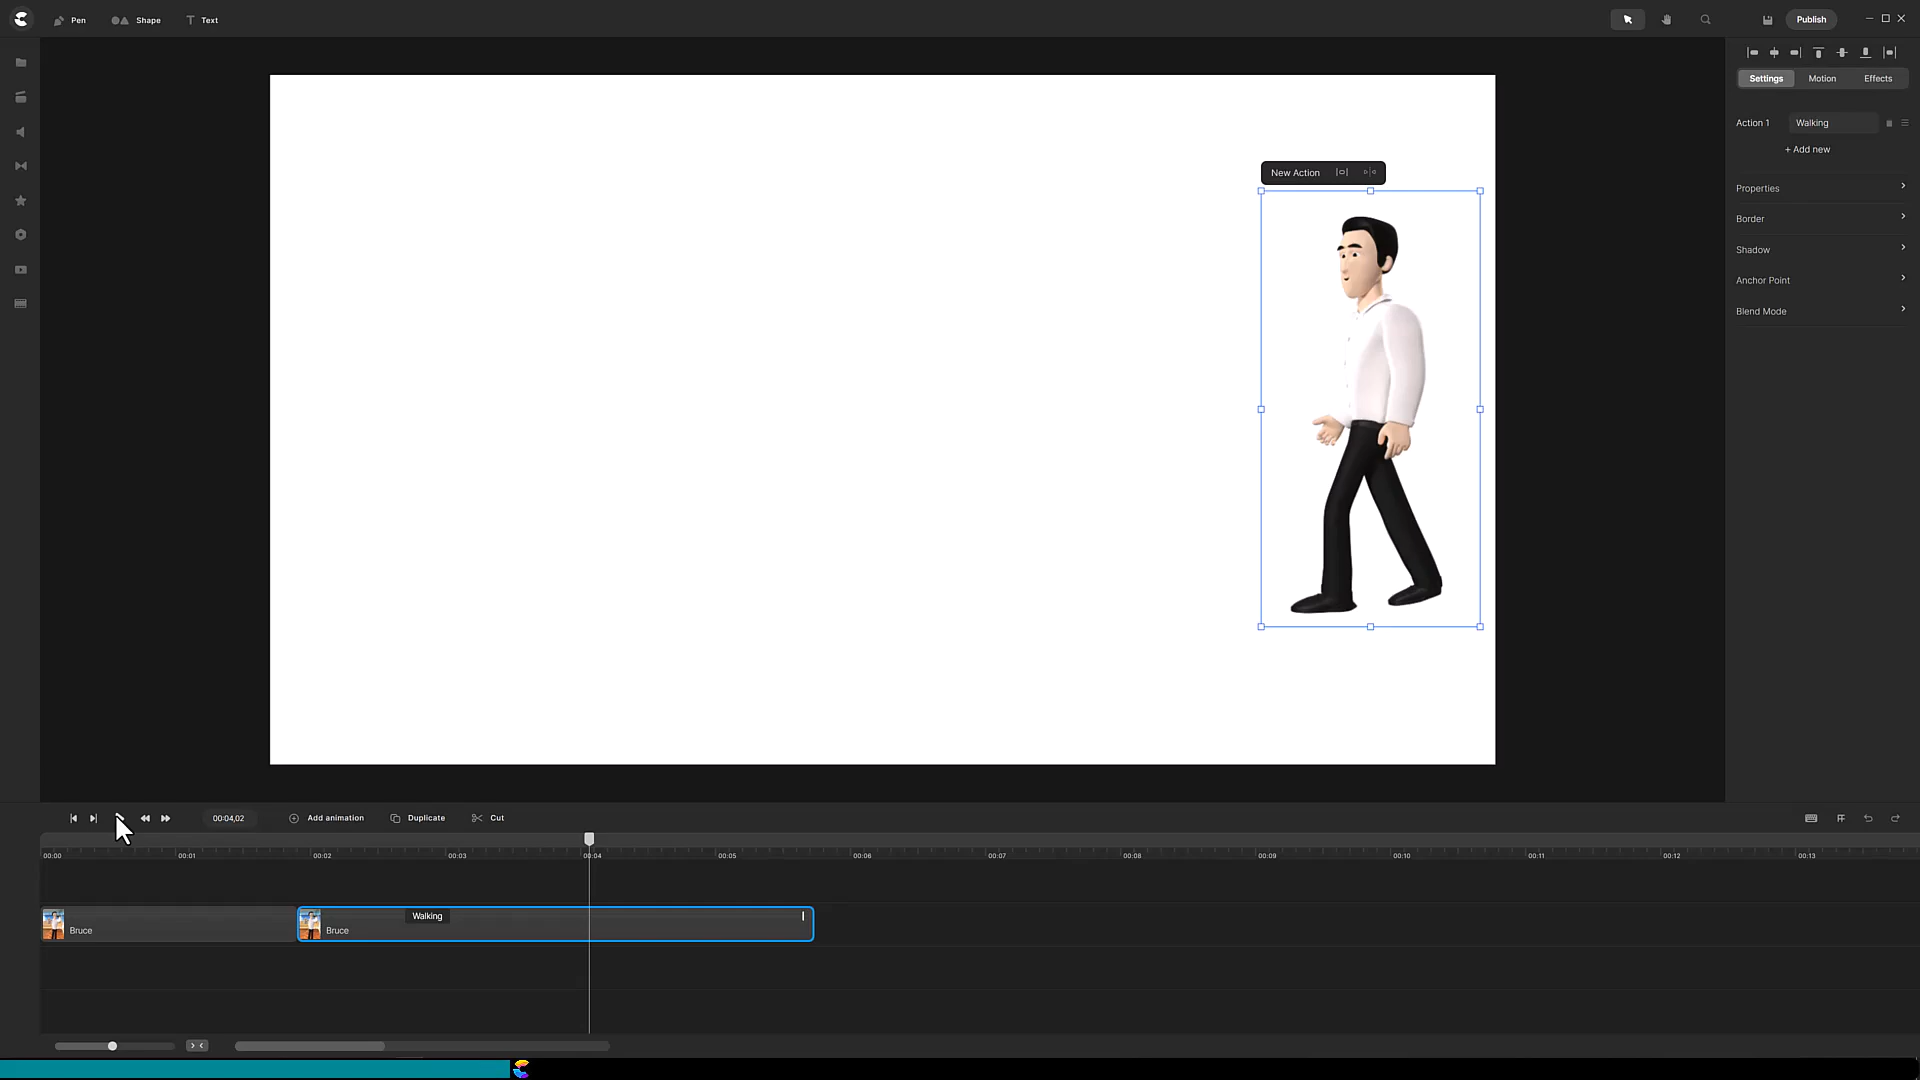 Pen Shape Text Publish
Settings Motion Effects
Action 1 Walking
+ Add new
New Action
Properties
Border
Shadow
Anchor Point
Blend Mode
00:04,02 Add animation Duplicate Cut
00:00 00:01 00:02 00:03 00:04 00:05 00:06 00:07 00:08 00:09 00:10 00:11 00:12 00:13
Walking
Bruce Bruce